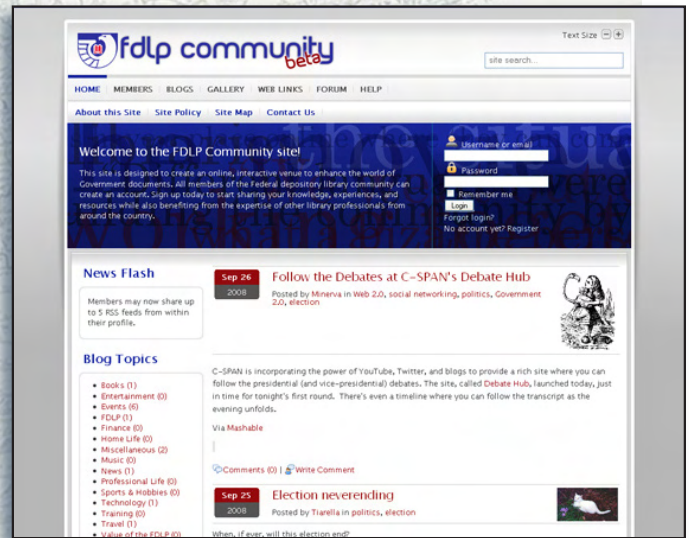 fdlp community
beta
Text Size
site search...
HOME MEMBERS BLOGS GALLERY WEB LINKS FORUM HELP
About this Site Site Policy Site Map Contact Us
Welcome to the FDLP Community site!
This site is designed to create an online, interactive venue to enhance the world of
Government documents. All members of the Federal depository library community can
create an account. Sign up today to start sharing your knowledge, experiences, and
resources while also benefiting from the expertise of other library professionals from
around the country.
Username or email
Password
Remember me
Login
Forgot login?
No account yet? Register
News Flash
Members may now share up
to 5 RSS feeds from within
their profile.
Blog Topics
Books (1)
Entertainment (0)
Events (6)
FDLP (1)
Finance (0)
Home Life (0)
Miscellaneous (2)
Music (0)
News (1)
Professional Life (0)
Sports & Hobbies (0)
Technology (1)
Training (0)
Travel (1)
Value of the FDLP (0)
Sep 26
2008
Follow the Debates at C-SPAN's Debate Hub
Posted by Minerva in Web 2.0, social networking, politics, Government
2.0, election
C-SPAN is incorporating the power of YouTube, Twitter, and blogs to provide a rich site where you can
follow the presidential (and vice-presidential) debates. The site, called Debate Hub, launched today, just
in time for tonight's first round. There's even a timeline where you can follow the transcript as the
evening unfolds.
Via Mashable
Comments (0) | Write Comment
Sep 25
2008
Election neverending
Posted by Tiarella in politics, election
When, if ever, will this election end?